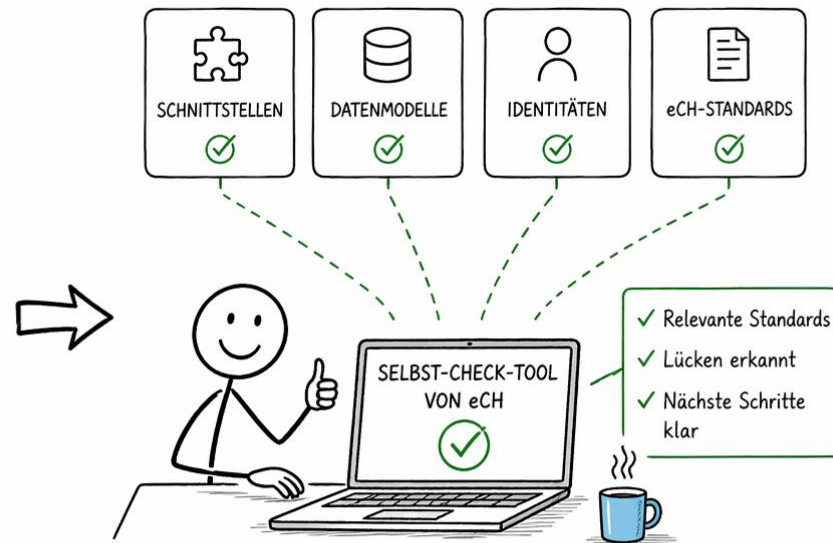 SCHNITTSTELLEN
DATENMODELLE
IDENTITÄTEN
eCH-STANDARDS
SELBST-CHECK-TOOL
VON eCH
Relevante Standards
Lücken erkannt
Nächste Schritte
klar